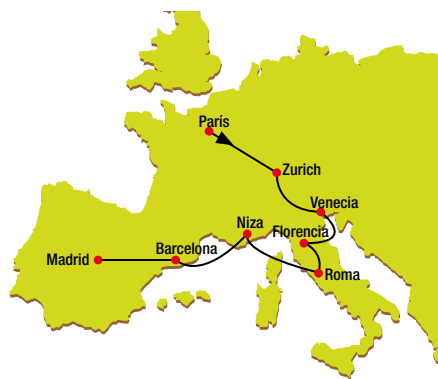 París
Zurich
Venecia
Niza
Florencia
Barcelona
Madrid
Roma